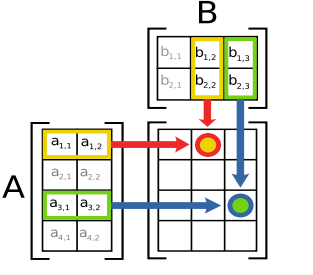 B
b1,1 b1,2 b1,3
b2,1 b2,2 b2,3
A
a1,1 a1,2
a2,1 a2,2
a3,1 a3,2
a4,1 a4,2